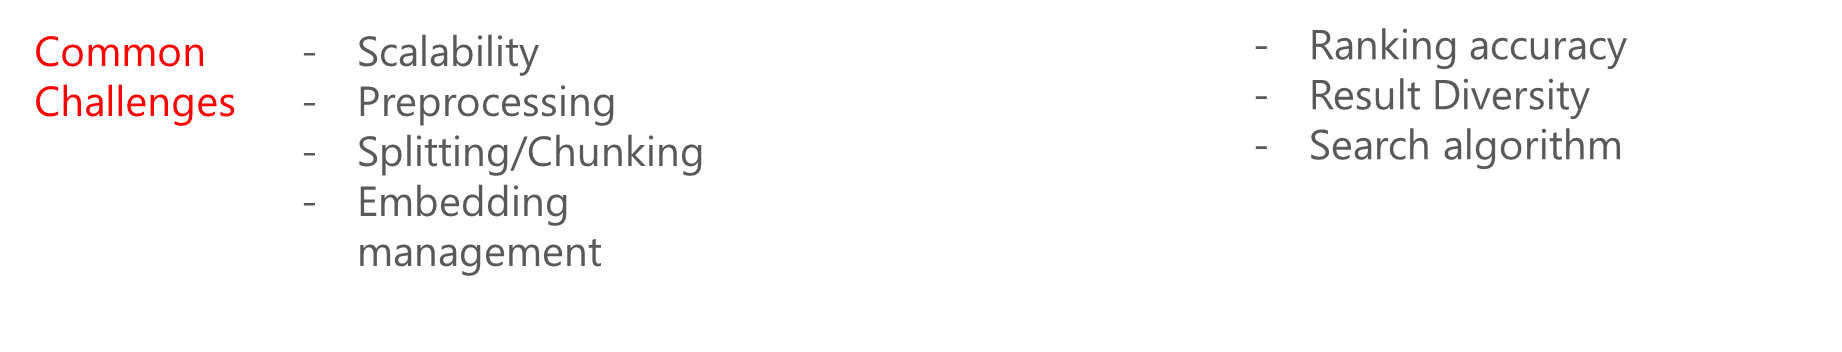 Common
Challenges
- Scalability
- Preprocessing
- Splitting/Chunking
- Embedding
management
- Ranking accuracy
- Result Diversity
- Search algorithm